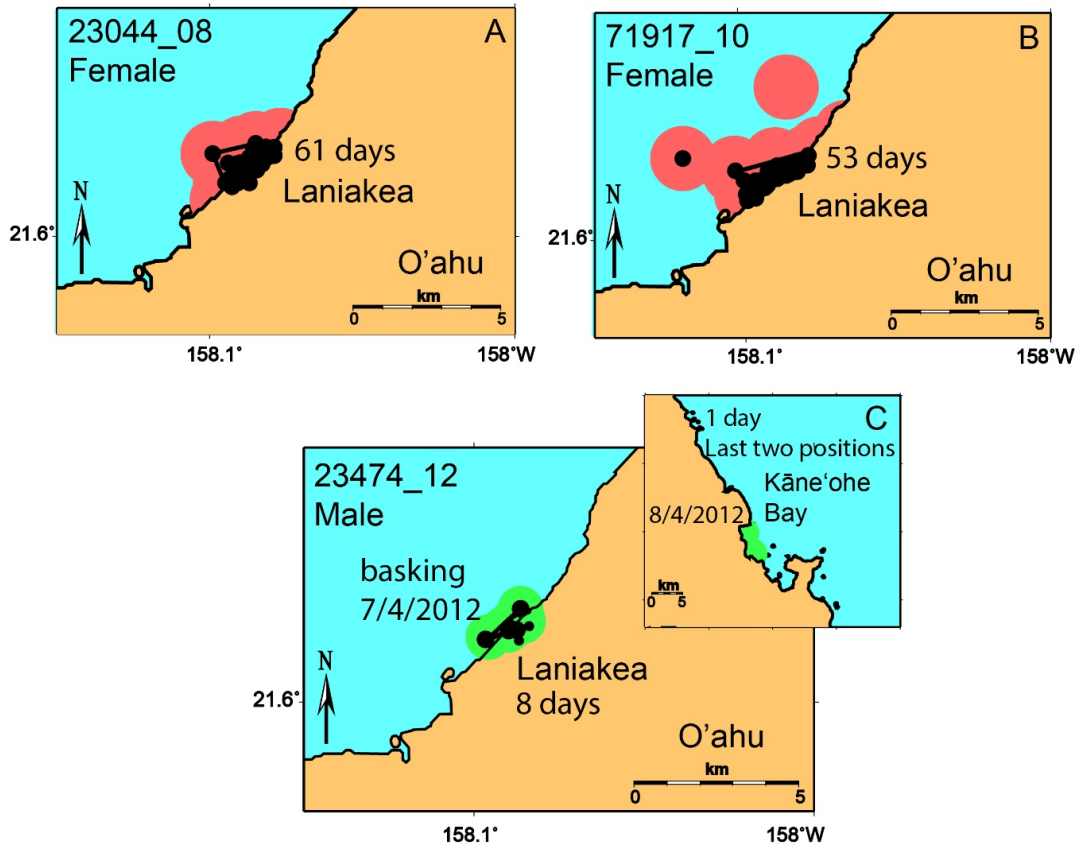 23044_08
Female
A
61 days
Laniakea
N
21.6°
O’ahu
km
0 5
158.1° 158°W
71917_10
Female
B
53 days
Laniakea
N
21.6°
O’ahu
km
0 5
158.1° 158°W
23474_12
Male
basking
7/4/2012
Laniakea
8 days
N
21.6°
O’ahu
km
0 5
158.1° 158°W
C
1 day
Last two positions
Kāneʻohe
Bay
8/4/2012
km
0 5